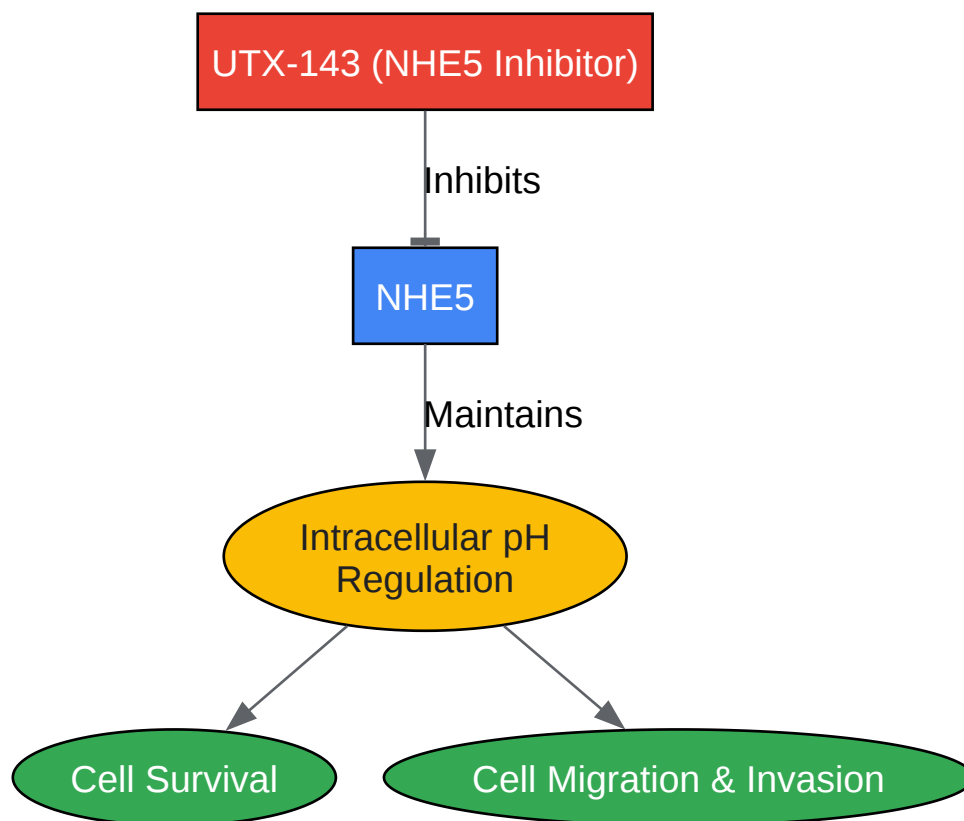 UTX-143 (NHE5 Inhibitor)
Inhibits
NHE5
Maintains
Intracellular pH
Regulation
Cell Survival
Cell Migration & Invasion